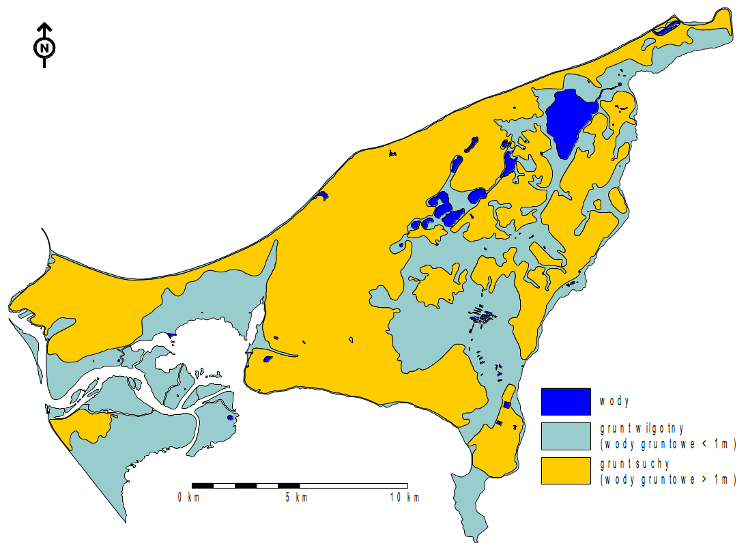 N
wody
grunt wilgotny
(wody gruntowe < 1m)
grunt suchy
(wody gruntowe > 1m)
0 km 5 km 10 km